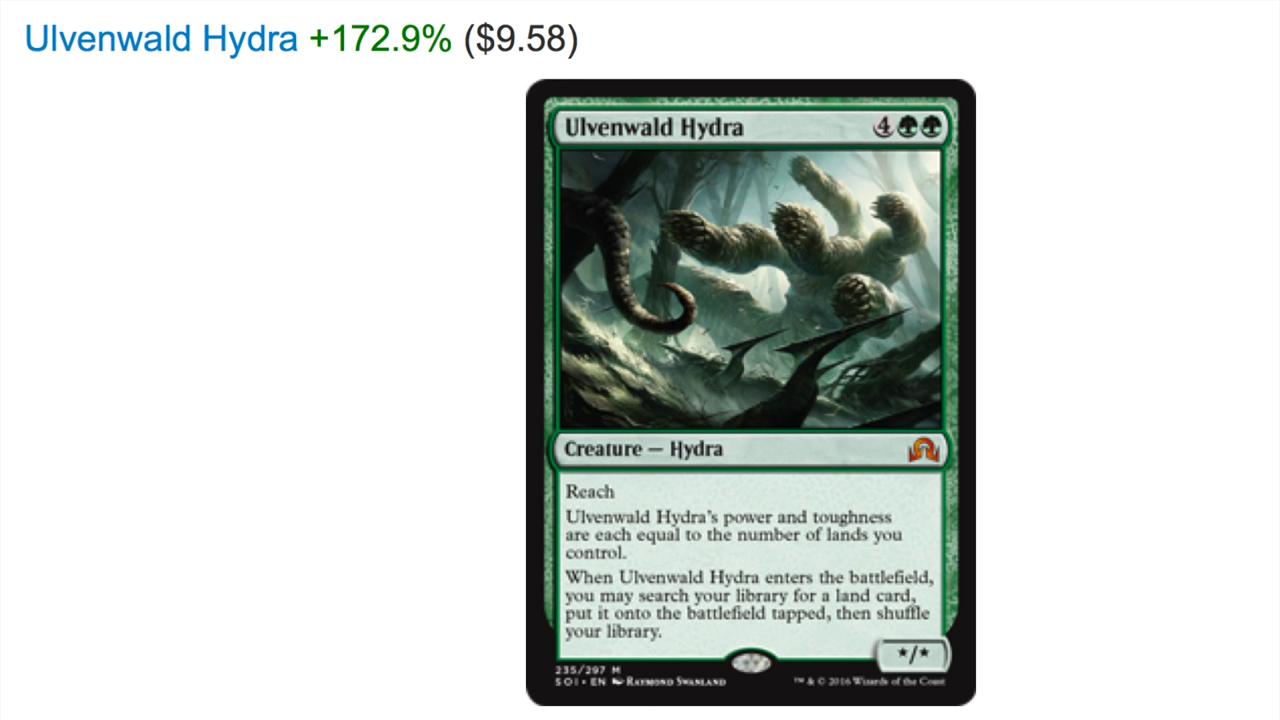 Ulvenwald Hydra +172.9% ($9.58)
Ulvenwald Hydra 4
Creature — Hydra
Reach
Ulvenwald Hydra's power and toughness
are each equal to the number of lands you
control.
When Ulvenwald Hydra enters the battlefield,
you may search your library for a land card,
put it onto the battlefield tapped, then shuffle
your library.
*/*
235/297 M
SOI • EN Raymond Swanland ™ & © 2016 Wizards of the Coast